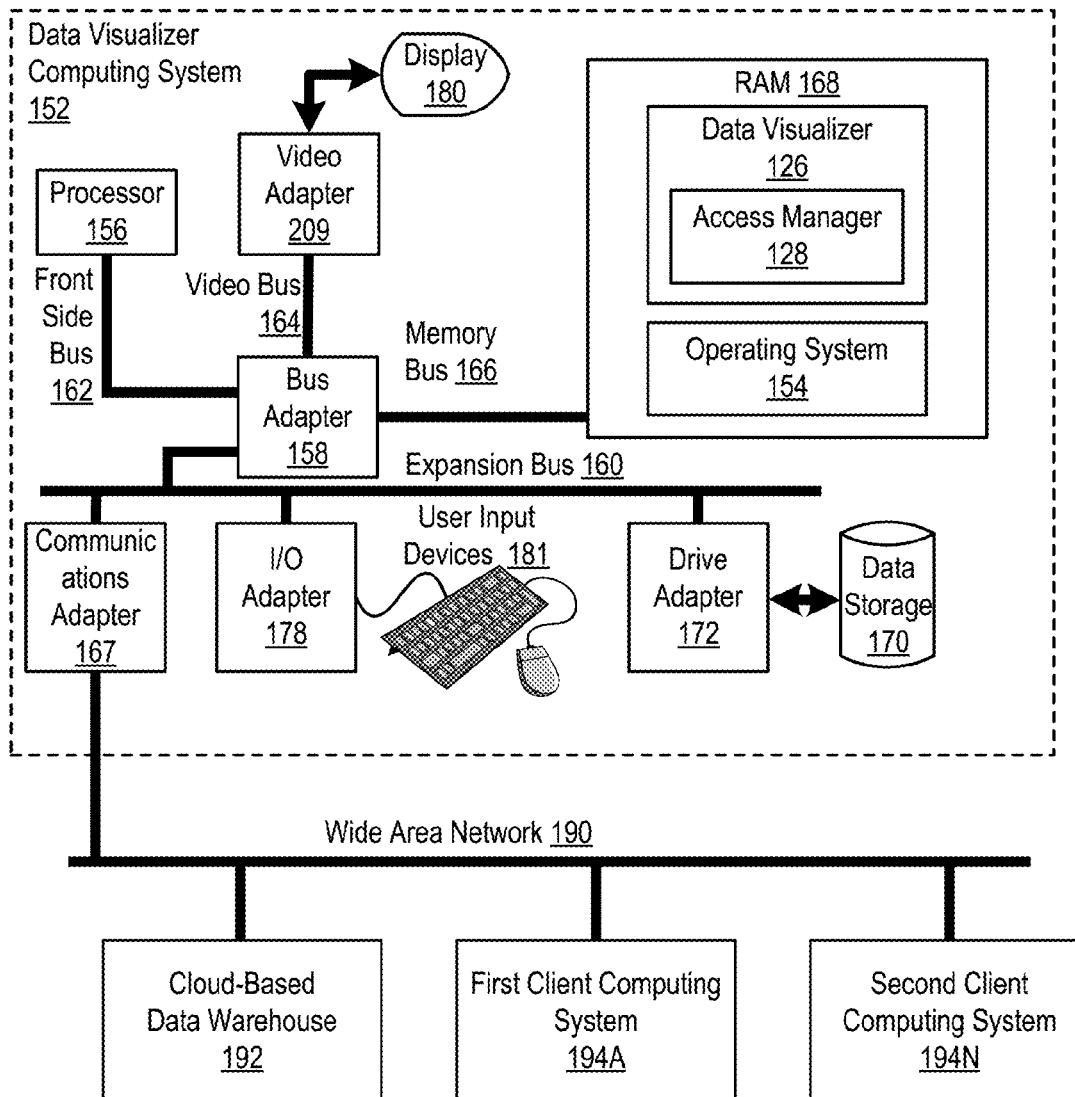 Data Visualizer
Computing System
152
Display
180
RAM 168
Data Visualizer
126
Access Manager
128
Operating System
154
Video
Adapter
209
Processor
156
Front
Side
Bus
162
Video Bus
164
Memory
Bus 166
Bus
Adapter
158
Expansion Bus 160
Communic
ations
Adapter
167
I/O
Adapter
178
User Input
Devices 181
Drive
Adapter
172
Data
Storage
170
Wide Area Network 190
Cloud-Based
Data Warehouse
192
First Client Computing
System
194A
Second Client
Computing System
194N